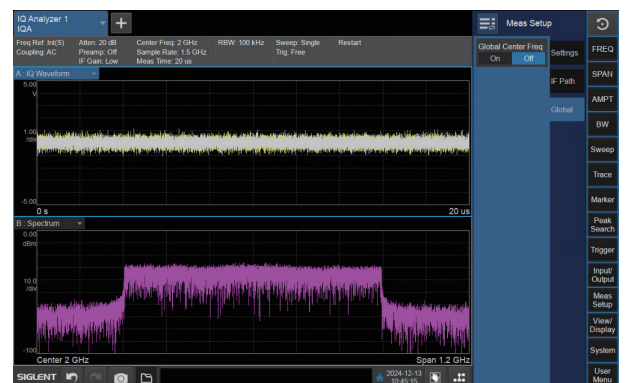 IQ Analyzer 1
IQA
+
Meas Setup
Freq Ref: Int(S)
Coupling: AC
Atten: 20 dB
Preamp: Off
IF Gain: Low
Center Freq: 2 GHz
Sample Rate: 1.5 GHz
Meas Time: 20 us
RBW: 100 kHz
Sweep: Single
Trig: Free
Restart
Global Center Freq
On Off
Settings
IF Path
Global
FREQ
SPAN
AMPT
BW
Sweep
Trace
Marker
Peak
Search
Trigger
Input/
Output
Meas
Setup
View/
Display
System
User
Menu
A : IQ Waveform
5.00
V
1.00
/div
-5.00
0 s
20 us
B : Spectrum
0.00
dBm
10.0
/div
-100
Center 2 GHz
Span 1.2 GHz
SIGLENT
2024-12-13
10:45:15